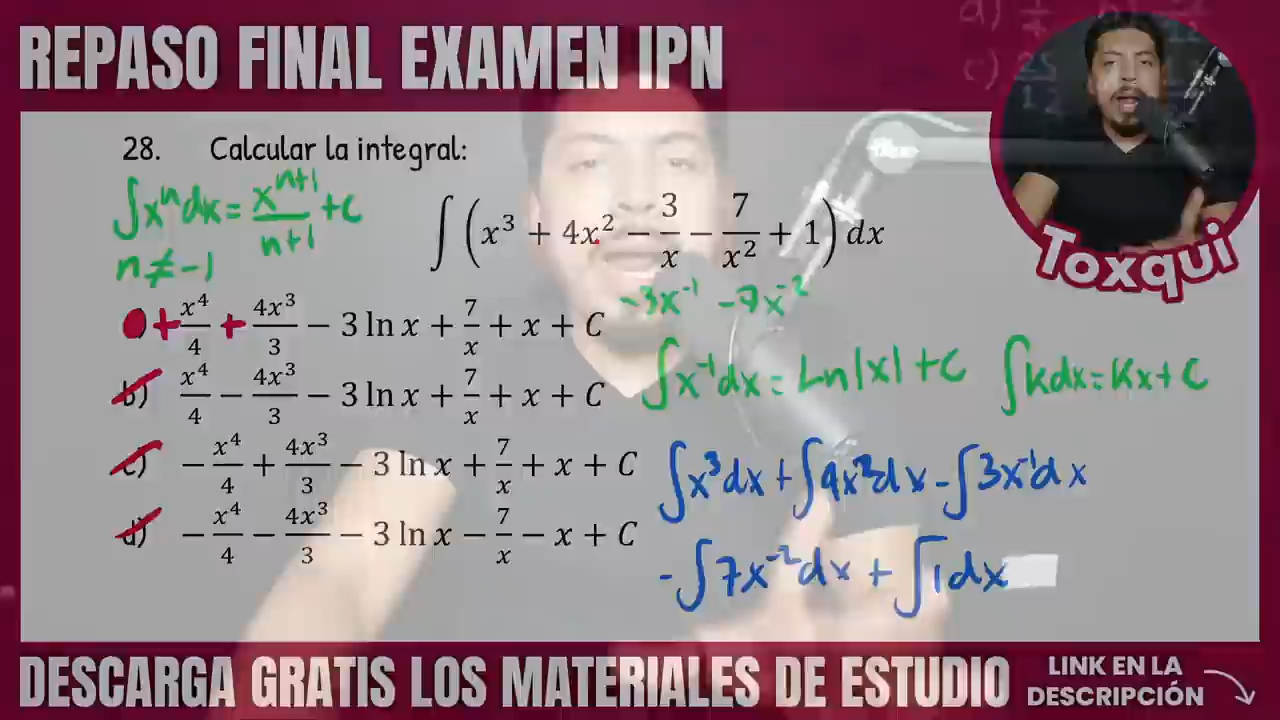 REPASO FINAL EXAMEN IPN
Toxqui
28. Calcular la integral:
∫xⁿdx = xⁿ⁺¹/n+1 + C
n ≠ -1
∫ (x³ + 4x² − 3/x − 7/x² + 1) dx
-3x⁻¹ -7x⁻²
+ x⁴/4 + 4x³/3 − 3 ln x + 7/x + x + C
b) x⁴/4 − 4x³/3 − 3 ln x + 7/x + x + C
c) − x⁴/4 + 4x³/3 − 3 ln x + 7/x + x + C
d) − x⁴/4 − 4x³/3 − 3 ln x − 7/x − x + C
∫x⁻¹dx = Ln|x| + C ∫kdx = kx + C
∫x³dx + ∫4x²dx - ∫3x⁻¹dx
- ∫7x⁻²dx + ∫1dx
DESCARGA GRATIS LOS MATERIALES DE ESTUDIO
LINK EN LA
DESCRIPCIÓN